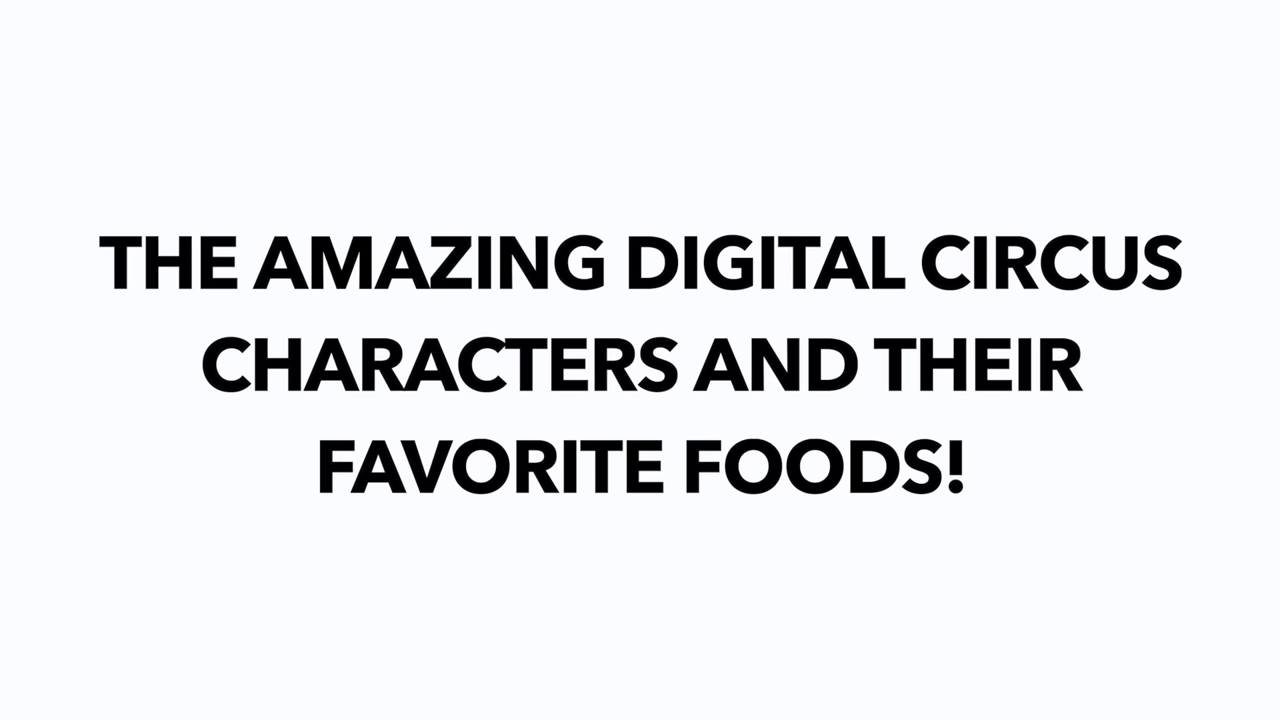 THE AMAZING DIGITAL CIRCUS
CHARACTERS AND THEIR
FAVORITE FOODS!